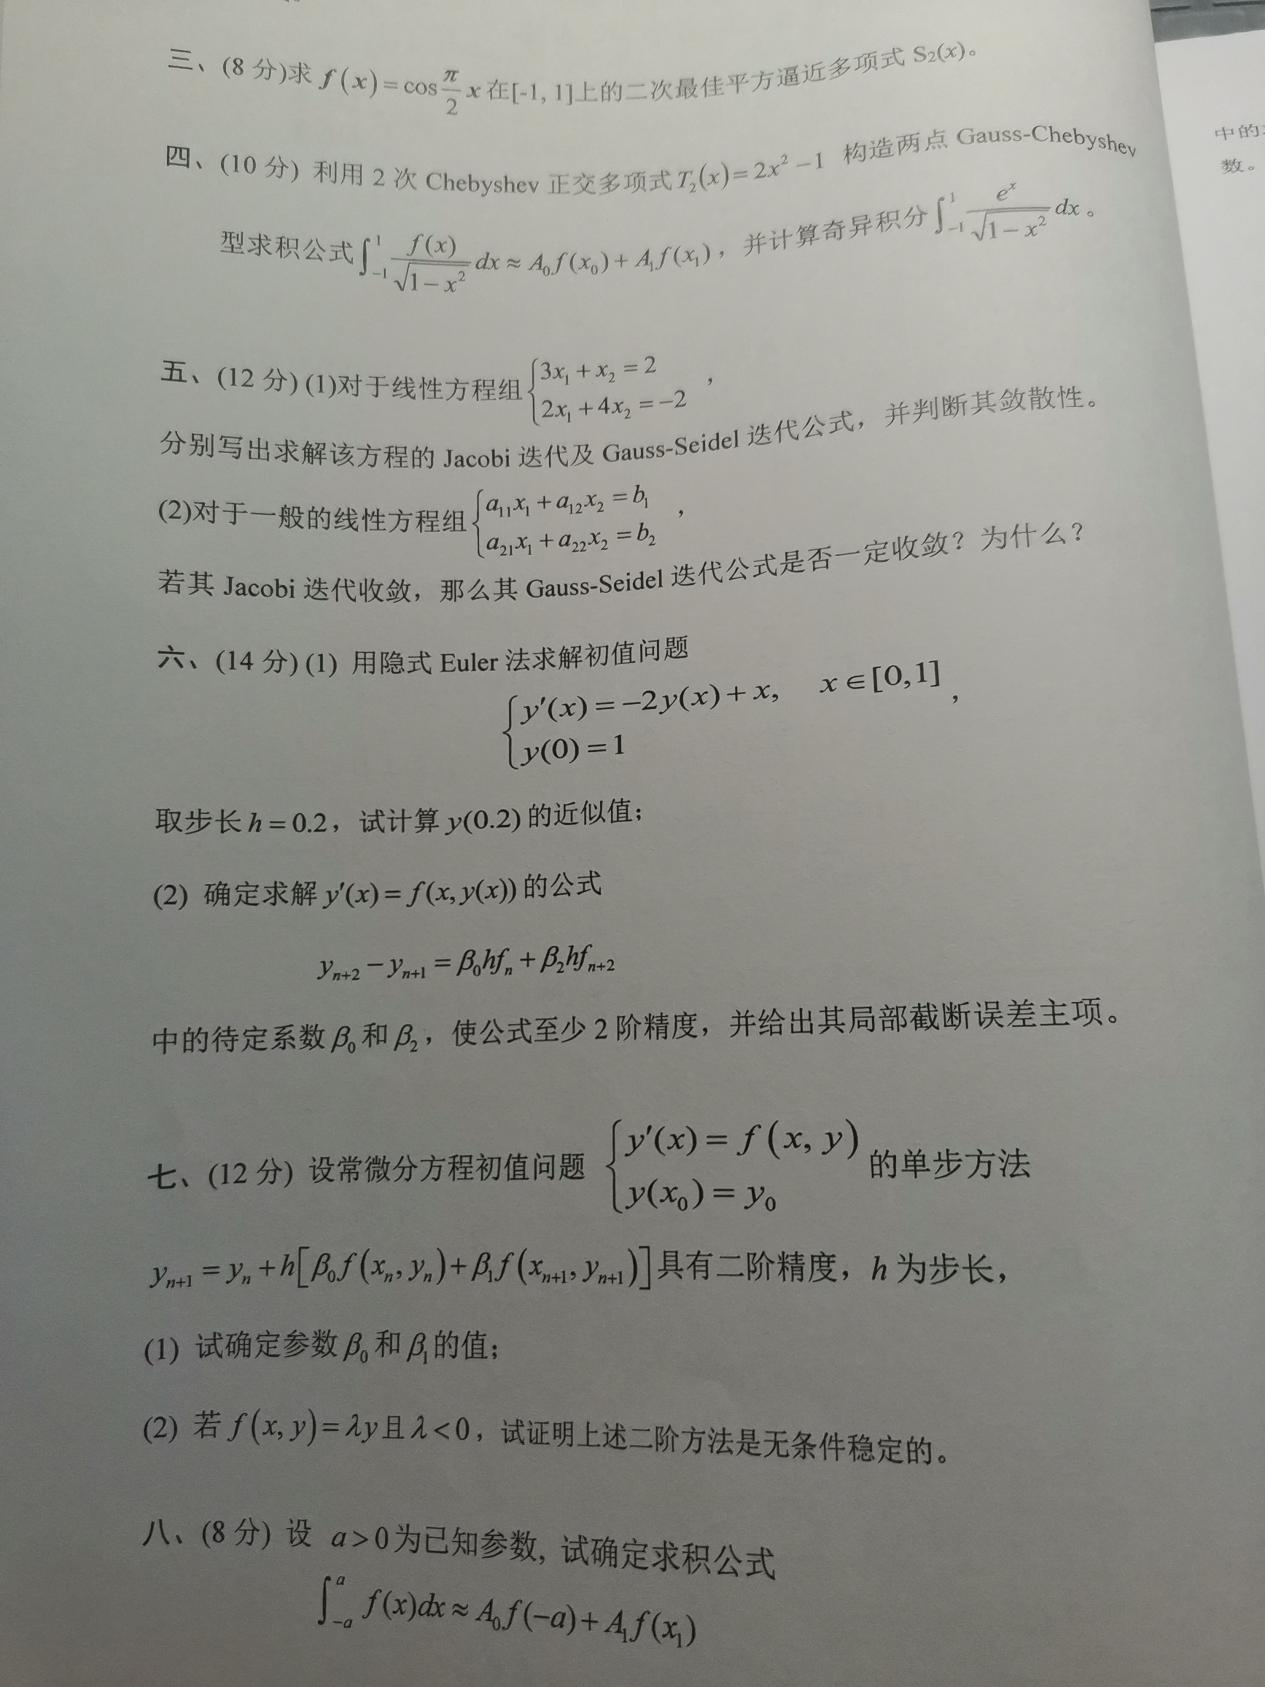 三、(8 分)求 f(x)=cos π/2 x 在[-1, 1]上的二次最佳平方逼近多项式 S₂(x)。
四、(10 分) 利用 2 次 Chebyshev 正交多项式 T₂(x)=2x²−1 构造两点 Gauss-Chebyshev
型求积公式 ∫₋₁¹ f(x)/√(1−x²) dx ≈ A₀f(x₀)+A₁f(x₁)，并计算奇异积分 ∫₋₁¹ eˣ/√(1−x²) dx。
五、(12 分) (1)对于线性方程组 {3x₁+x₂=2
2x₁+4x₂=−2，
分别写出求解该方程的 Jacobi 迭代及 Gauss-Seidel 迭代公式，并判断其敛散性。
(2)对于一般的线性方程组 {a₁₁x₁+a₁₂x₂=b₁
a₂₁x₁+a₂₂x₂=b₂，
若其 Jacobi 迭代收敛，那么其 Gauss-Seidel 迭代公式是否一定收敛？为什么？
六、(14 分) (1) 用隐式 Euler 法求解初值问题
{y′(x)=−2y(x)+x, x∈[0,1]
y(0)=1，
取步长 h=0.2，试计算 y(0.2) 的近似值；
(2) 确定求解 y′(x)=f(x,y(x)) 的公式
yₙ₊₂−yₙ₊₁=β₀hfₙ+β₂hfₙ₊₂
中的待定系数 β₀ 和 β₂，使公式至少 2 阶精度，并给出其局部截断误差主项。
七、(12 分) 设常微分方程初值问题 {y′(x)=f(x, y)
y(x₀)=y₀ 的单步方法
yₙ₊₁=yₙ+h[β₀f(xₙ,yₙ)+β₁f(xₙ₊₁,yₙ₊₁)]具有二阶精度，h 为步长，
(1) 试确定参数 β₀ 和 β₁ 的值；
(2) 若 f(x,y)=λy 且 λ<0，试证明上述二阶方法是无条件稳定的。
八、(8 分) 设 a>0 为已知参数, 试确定求积公式
∫₋ₐᵃ f(x)dx≈A₀f(−a)+A₁f(x₁)
中的
数。